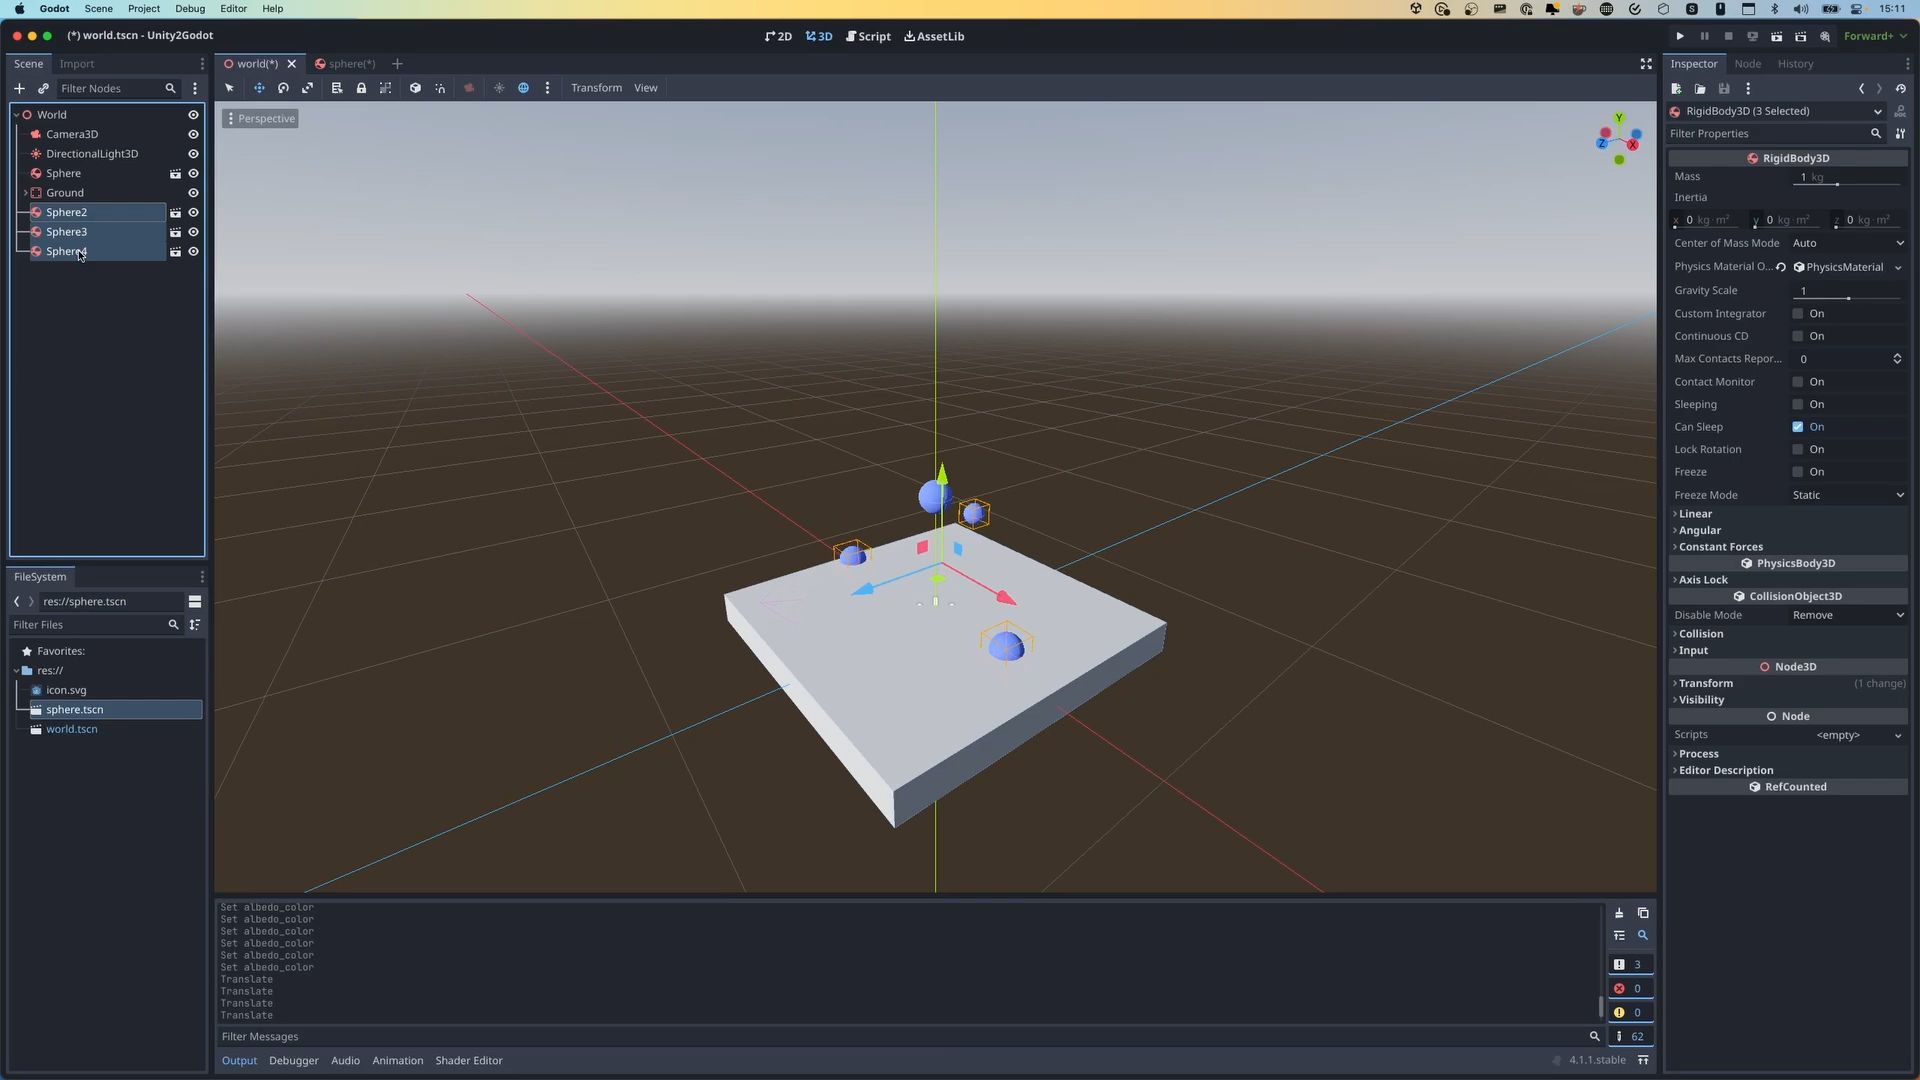 Godot Scene Project Debug Editor Help 15:11
(*) world.tscn - Unity2Godot
2D 3D Script AssetLib
Forward+
Scene Import
world(*) sphere(*)
Inspector Node History
Filter Nodes
Transform View
World
Camera3D
DirectionalLight3D
Sphere
Ground
Sphere2
Sphere3
Sphere4
Perspective
Y
Z X
FileSystem
res://sphere.tscn
Filter Files
Favorites:
res://
icon.svg
sphere.tscn
world.tscn
Set albedo_color
Set albedo_color
Set albedo_color
Set albedo_color
Set albedo_color
Set albedo_color
Translate
Translate
Translate
Translate
3
0
0
62
Filter Messages
Output Debugger Audio Animation Shader Editor 4.1.1.stable
RigidBody3D (3 Selected)
Filter Properties
RigidBody3D
Mass 1 kg
Inertia
x 0 kg·m² y 0 kg·m² z 0 kg·m²
Center of Mass Mode Auto
Physics Material O... PhysicsMaterial
Gravity Scale 1
Custom Integrator On
Continuous CD On
Max Contacts Repor... 0
Contact Monitor On
Sleeping On
Can Sleep On
Lock Rotation On
Freeze On
Freeze Mode Static
Linear
Angular
Constant Forces
PhysicsBody3D
Axis Lock
CollisionObject3D
Disable Mode Remove
Collision
Input
Node3D
Transform (1 change)
Visibility
Node
Scripts <empty>
Process
Editor Description
RefCounted